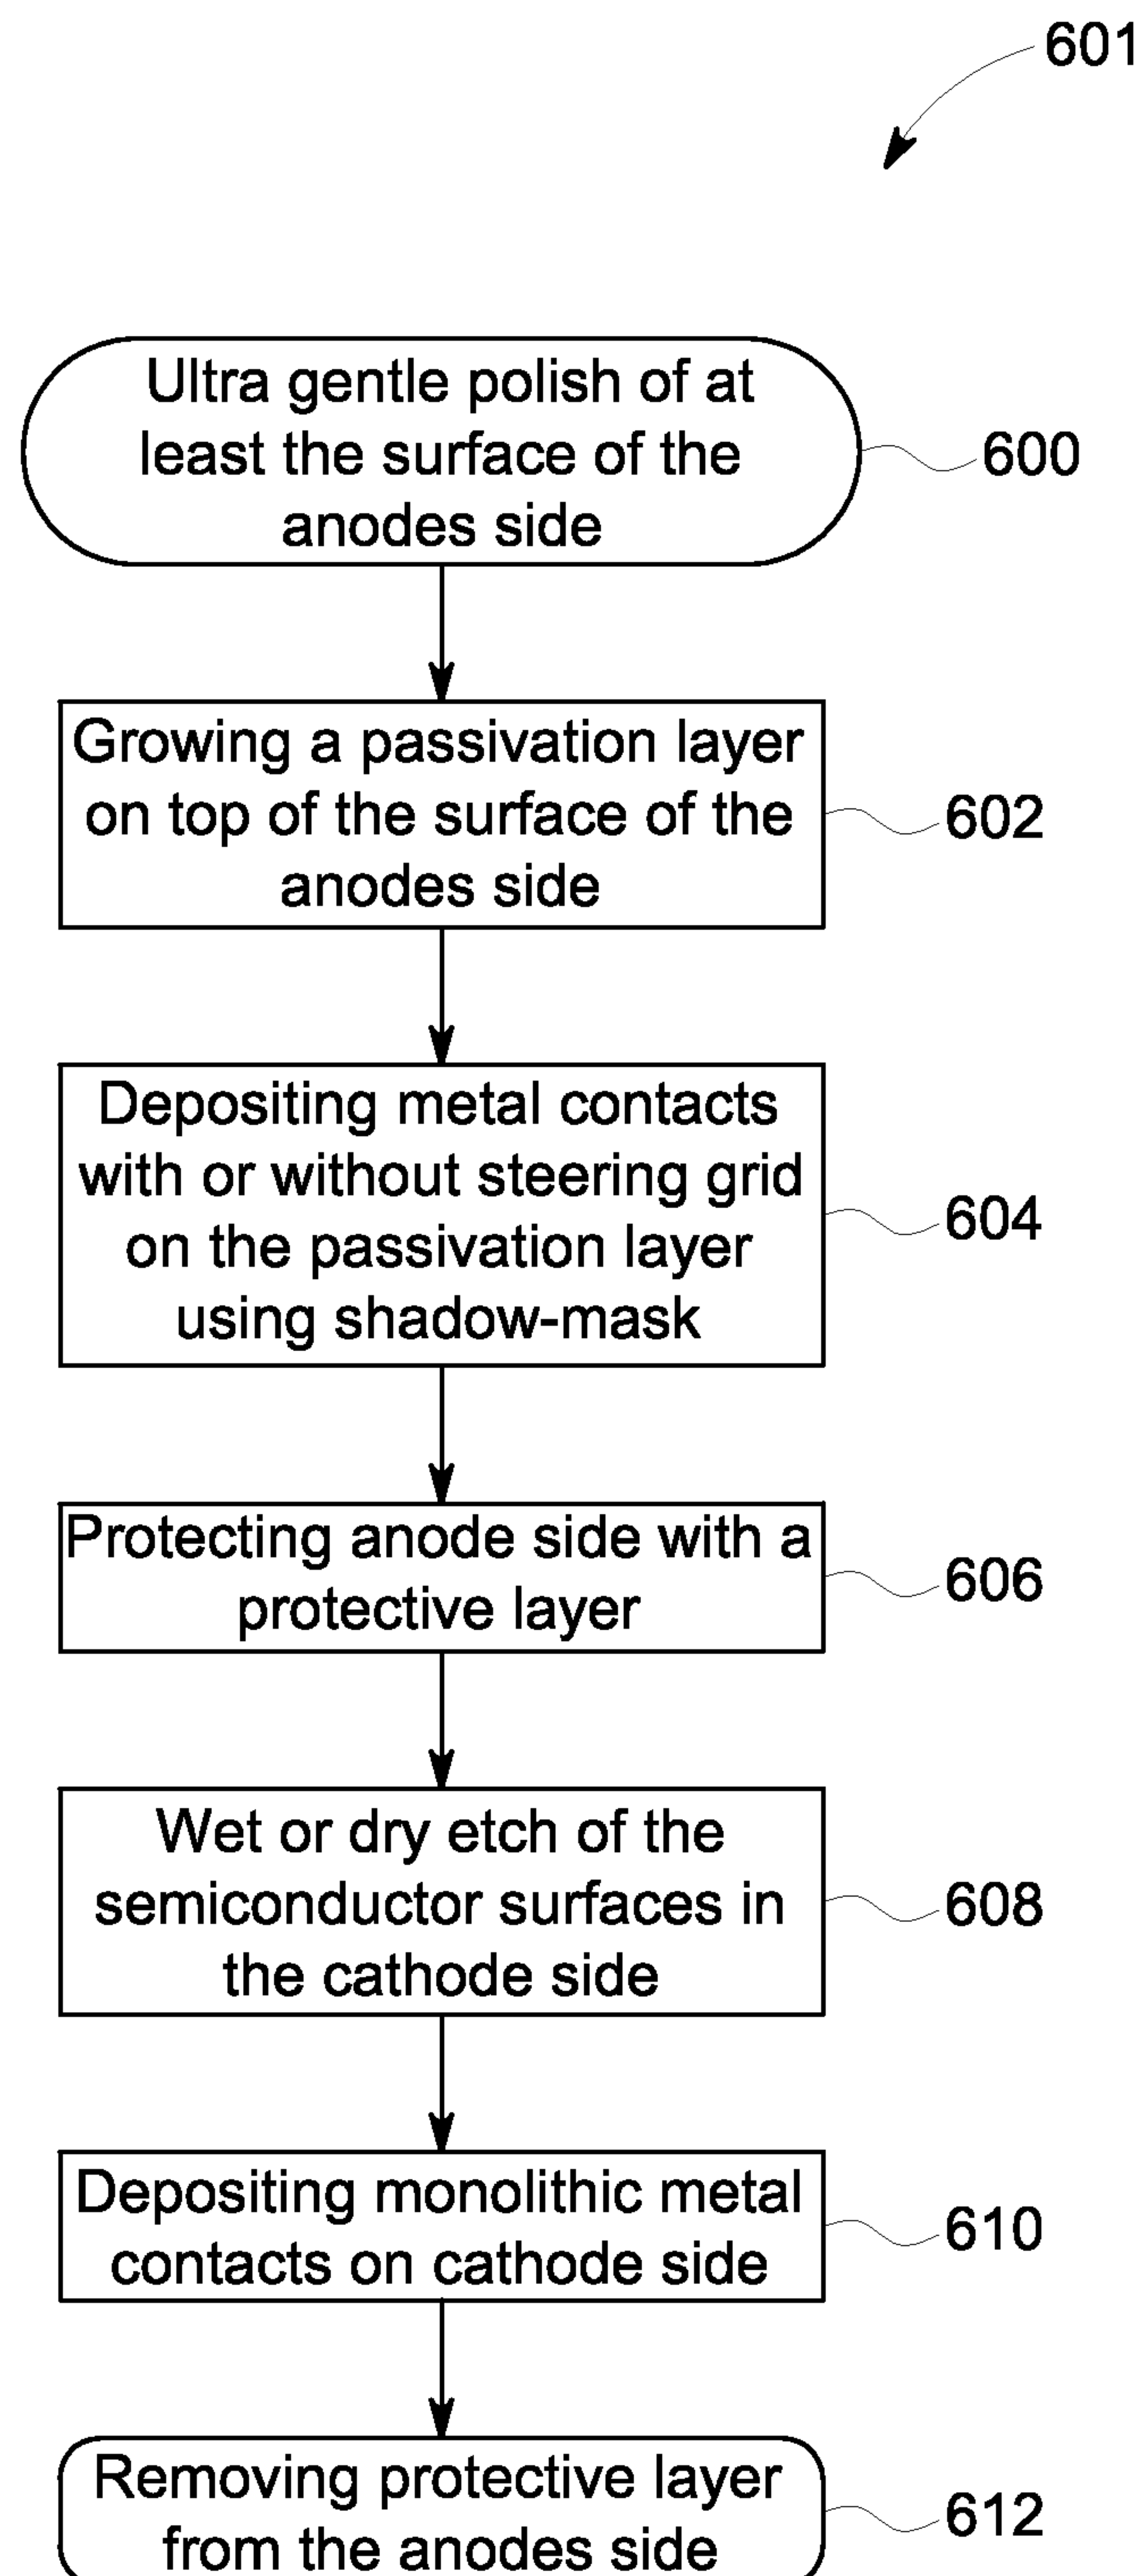 601
Ultra gentle polish of at
least the surface of the
anodes side
600
Growing a passivation layer
on top of the surface of the
anodes side
602
Depositing metal contacts
with or without steering grid
on the passivation layer
using shadow-mask
604
Protecting anode side with a
protective layer
606
Wet or dry etch of the
semiconductor surfaces in
the cathode side
608
Depositing monolithic metal
contacts on cathode side
610
Removing protective layer
from the anodes side
612